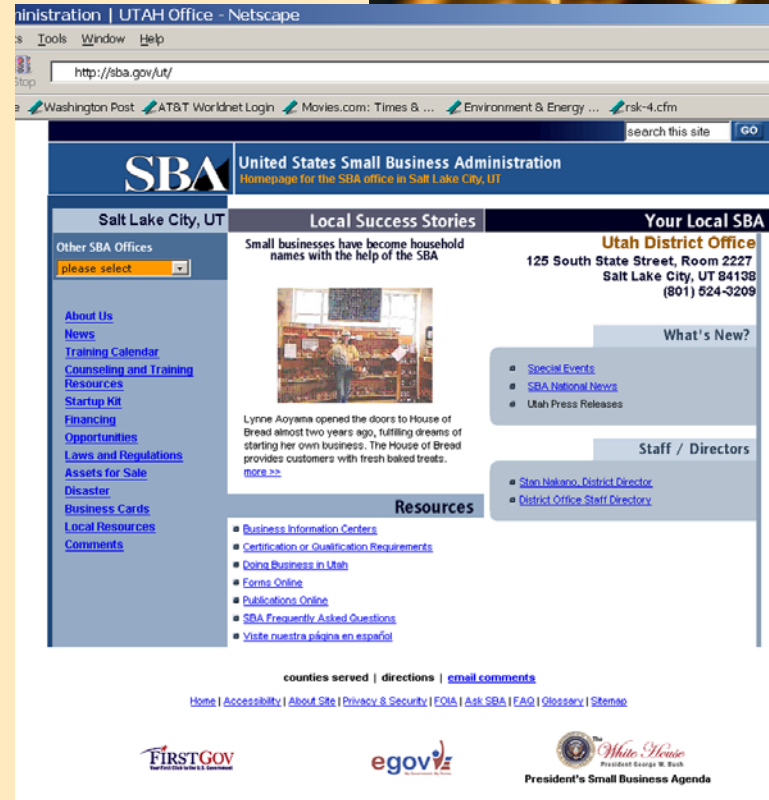 ninistration | UTAH Office - Netscape
s Tools Window Help
Stop
http://sba.gov/ut/
e Washington Post AT&T Worldnet Login Movies.com: Times & ... Environment & Energy ... rsk-4.cfm
search this site GO
SBA
United States Small Business Administration
Homepage for the SBA office in Salt Lake City, UT
Salt Lake City, UT
Other SBA Offices
please select
About Us
News
Training Calendar
Counseling and Training
Resources
Startup Kit
Financing
Opportunities
Laws and Regulations
Assets for Sale
Disaster
Business Cards
Local Resources
Comments
Local Success Stories
Small businesses have become household
names with the help of the SBA
Lynne Aoyama opened the doors to House of
Bread almost two years ago, fulfilling dreams of
starting her own business. The House of Bread
provides customers with fresh baked treats.
more >>
Resources
Business Information Centers
Certification or Qualification Requirements
Doing Business in Utah
Forms Online
Publications Online
SBA Frequently Asked Questions
Visite nuestra página en español
Your Local SBA
Utah District Office
125 South State Street, Room 2227
Salt Lake City, UT 84138
(801) 524-3209
What's New?
Special Events
SBA National News
Utah Press Releases
Staff / Directors
Stan Nakano, District Director
District Office Staff Directory
counties served | directions | email comments
Home | Accessibility | About Site | Privacy & Security | FOIA | Ask SBA | FAQ | Glossary | Sitemap
FIRSTGOV
Your First Click to the U.S. Government
egov
The White House
President George W. Bush
President's Small Business Agenda